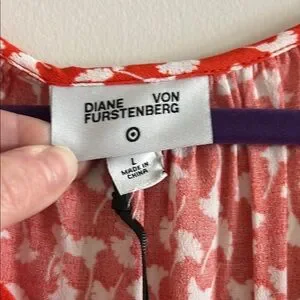 DIANE VON
FURSTENBERG
L
MADE IN
CHINA